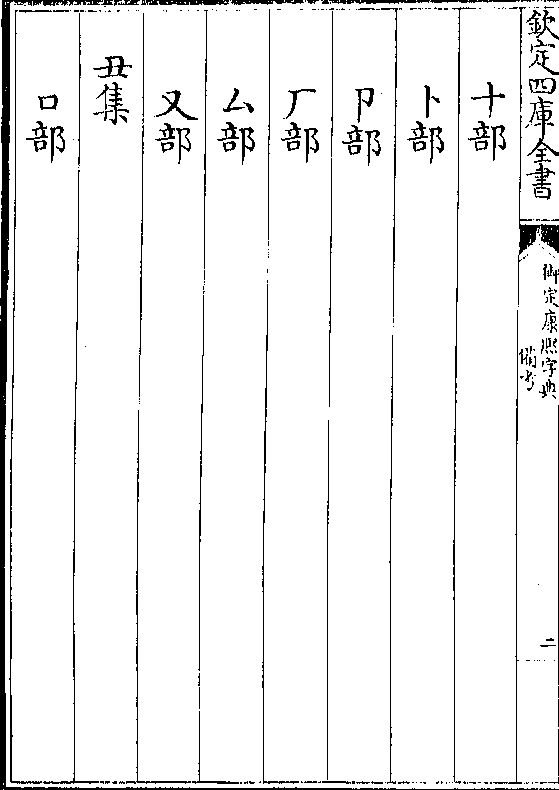 欽定四庫全書
御定康熙字典
備考
二
十部
卜部
卩部
厂部
厶部
又部
丑集
口部